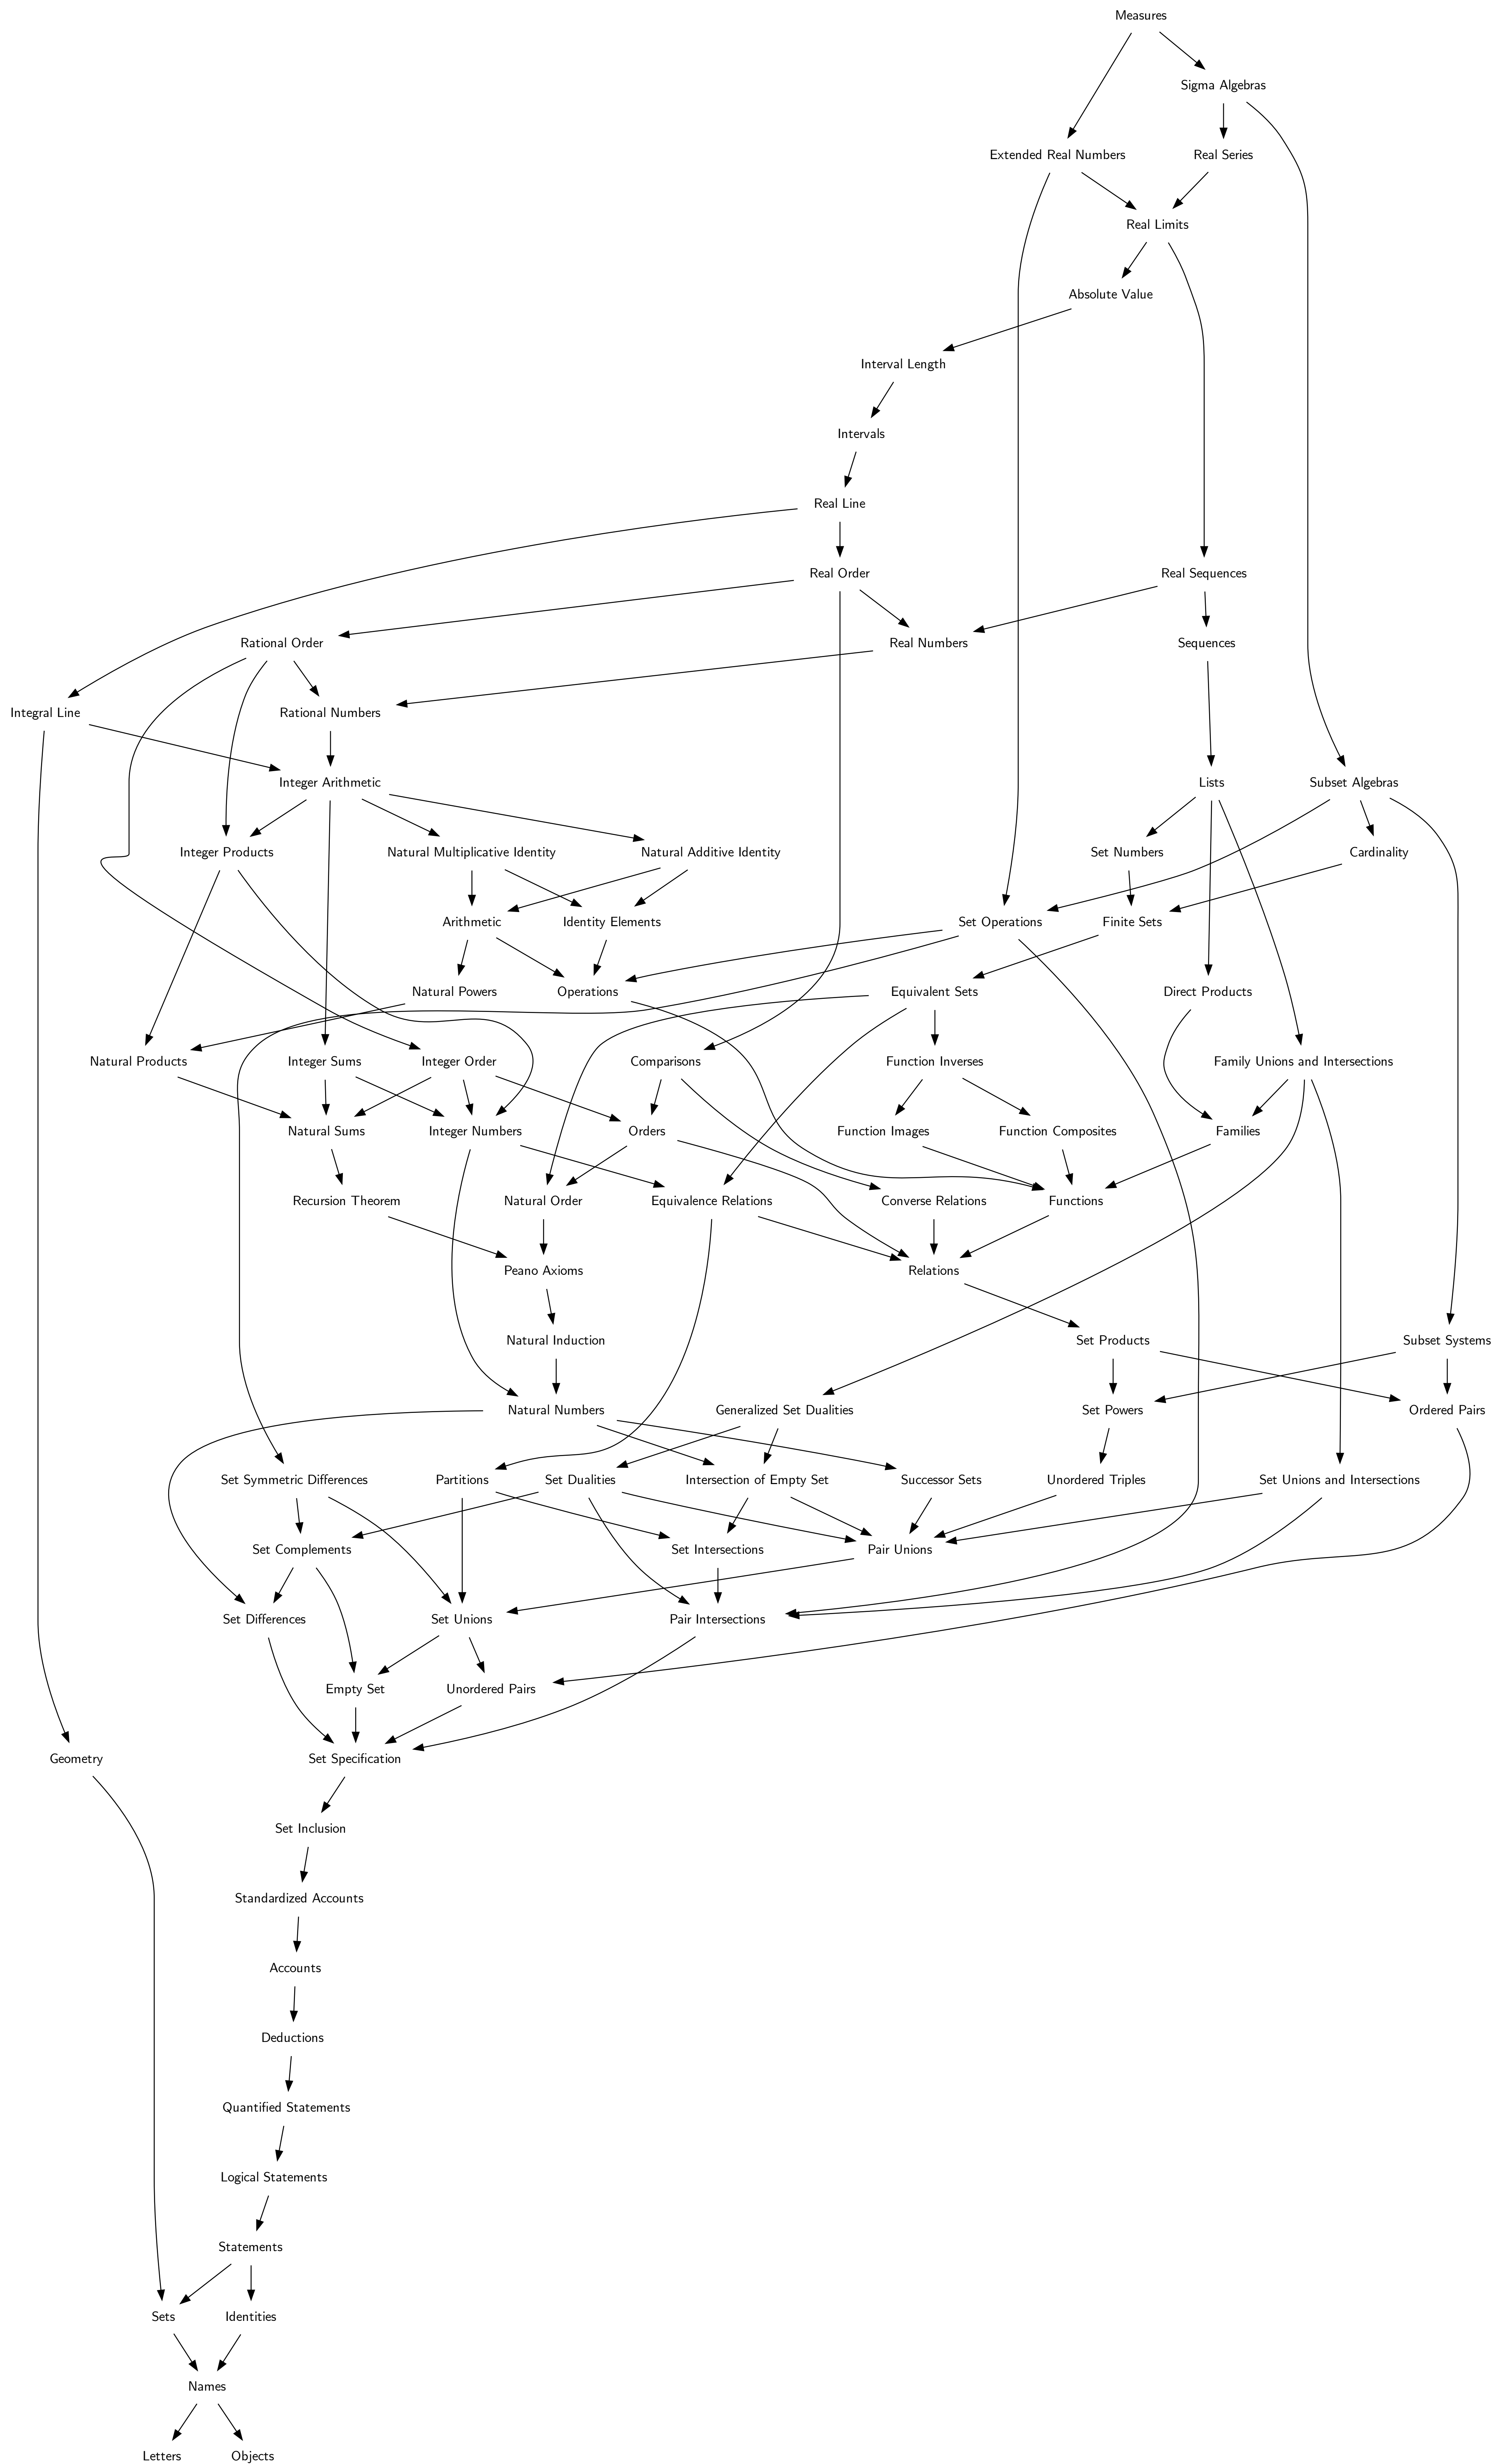 Measures
Sigma Algebras
Extended Real Numbers
Real Series
Real Limits
Absolute Value
Interval Length
Intervals
Real Line
Real Order
Real Sequences
Rational Order
Real Numbers
Sequences
Integral Line
Rational Numbers
Integer Arithmetic
Lists
Subset Algebras
Integer Products
Natural Multiplicative Identity
Natural Additive Identity
Set Numbers
Cardinality
Arithmetic
Identity Elements
Set Operations
Finite Sets
Natural Powers
Operations
Equivalent Sets
Direct Products
Natural Products
Integer Sums
Integer Order
Comparisons
Function Inverses
Family Unions and Intersections
Natural Sums
Integer Numbers
Orders
Function Images
Function Composites
Families
Recursion Theorem
Natural Order
Equivalence Relations
Converse Relations
Functions
Peano Axioms
Relations
Natural Induction
Set Products
Subset Systems
Natural Numbers
Generalized Set Dualities
Set Powers
Ordered Pairs
Set Symmetric Differences
Partitions
Set Dualities
Intersection of Empty Set
Successor Sets
Unordered Triples
Set Unions and Intersections
Set Complements
Set Intersections
Pair Unions
Set Differences
Set Unions
Pair Intersections
Empty Set
Unordered Pairs
Geometry
Set Specification
Set Inclusion
Standardized Accounts
Accounts
Deductions
Quantified Statements
Logical Statements
Statements
Sets
Identities
Names
Letters
Objects